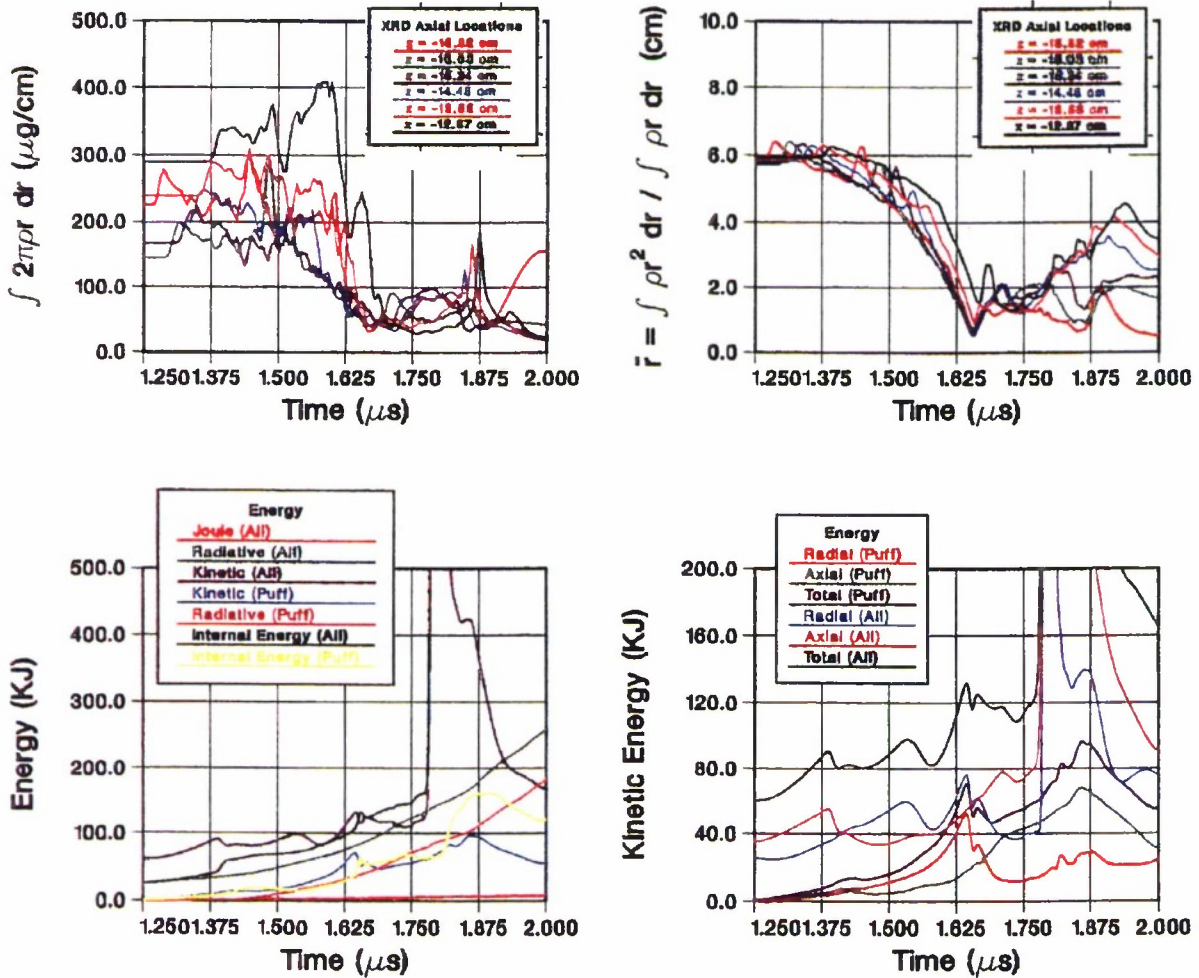 500.0
400.0
300.0
200.0
100.0
0.0
∫ 2πρr dr (μg/cm)
XRD Axial Locations
z = -14.48 cm
z = -12.87 cm
1.250 1.375 1.500 1.625 1.750 1.875 2.000
Time (μs)
10.0
8.0
6.0
4.0
2.0
0.0
r̄ = ∫ ρr² dr / ∫ ρr dr (cm)
XRD Axial Locations
z = -14.48 cm
z = -12.87 cm
1.250 1.375 1.500 1.625 1.750 1.875 2.000
Time (μs)
Energy
Joule (All)
Radiative (All)
Kinetic (All)
Kinetic (Puff)
Radiative (Puff)
Internal Energy (All)
Internal Energy (Puff)
500.0
400.0
300.0
200.0
100.0
0.0
Energy (KJ)
1.250 1.375 1.500 1.625 1.750 1.875 2.000
Time (μs)
Energy
Radial (Puff)
Axial (Puff)
Total (Puff)
Radial (All)
Axial (All)
Total (All)
200.0
160.0
120.0
80.0
40.0
0.0
Kinetic Energy (KJ)
1.250 1.375 1.500 1.625 1.750 1.875 2.000
Time (μs)